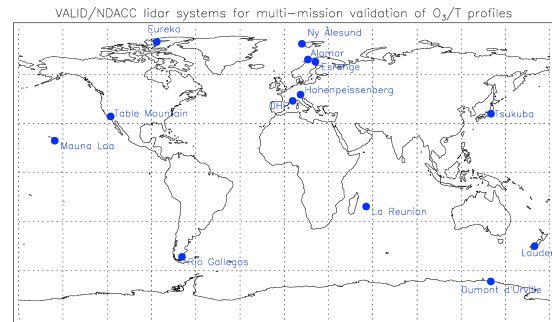 VALID/NDACC lidar systems for multi-mission validation of O₃/T profiles
Eureka
Ny Ålesund
Alomar
Esrange
Hohenpeissenberg
OHP
Table Mountain
Tsukuba
Mauna Loa
La Reunion
Lauder
Rio Gallegos
Dumont d'Urville